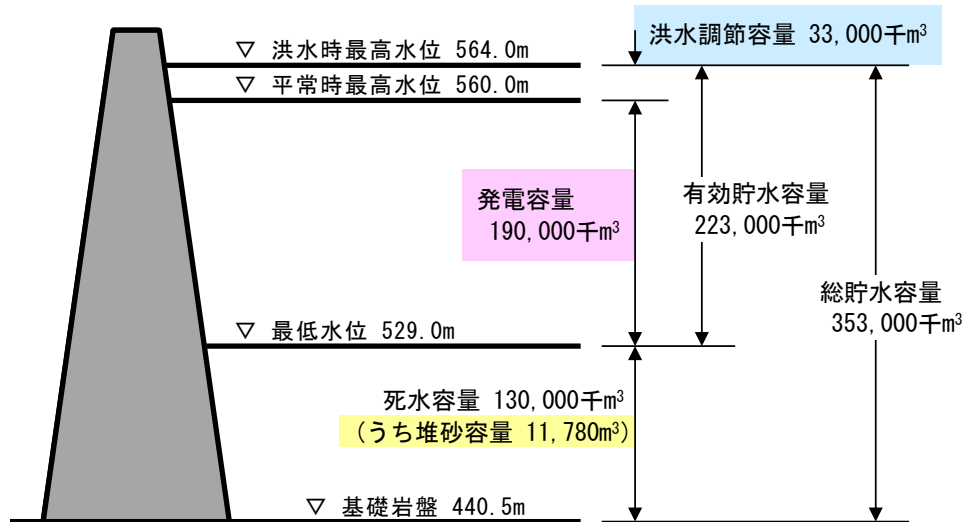 洪水調節容量 33,000千m³
▽ 洪水時最高水位 564.0m
▽ 平常時最高水位 560.0m
発電容量
190,000千m³
有効貯水容量
223,000千m³
総貯水容量
353,000千m³
▽ 最低水位 529.0m
死水容量 130,000千m³
(うち堆砂容量 11,780m³)
▽ 基礎岩盤 440.5m